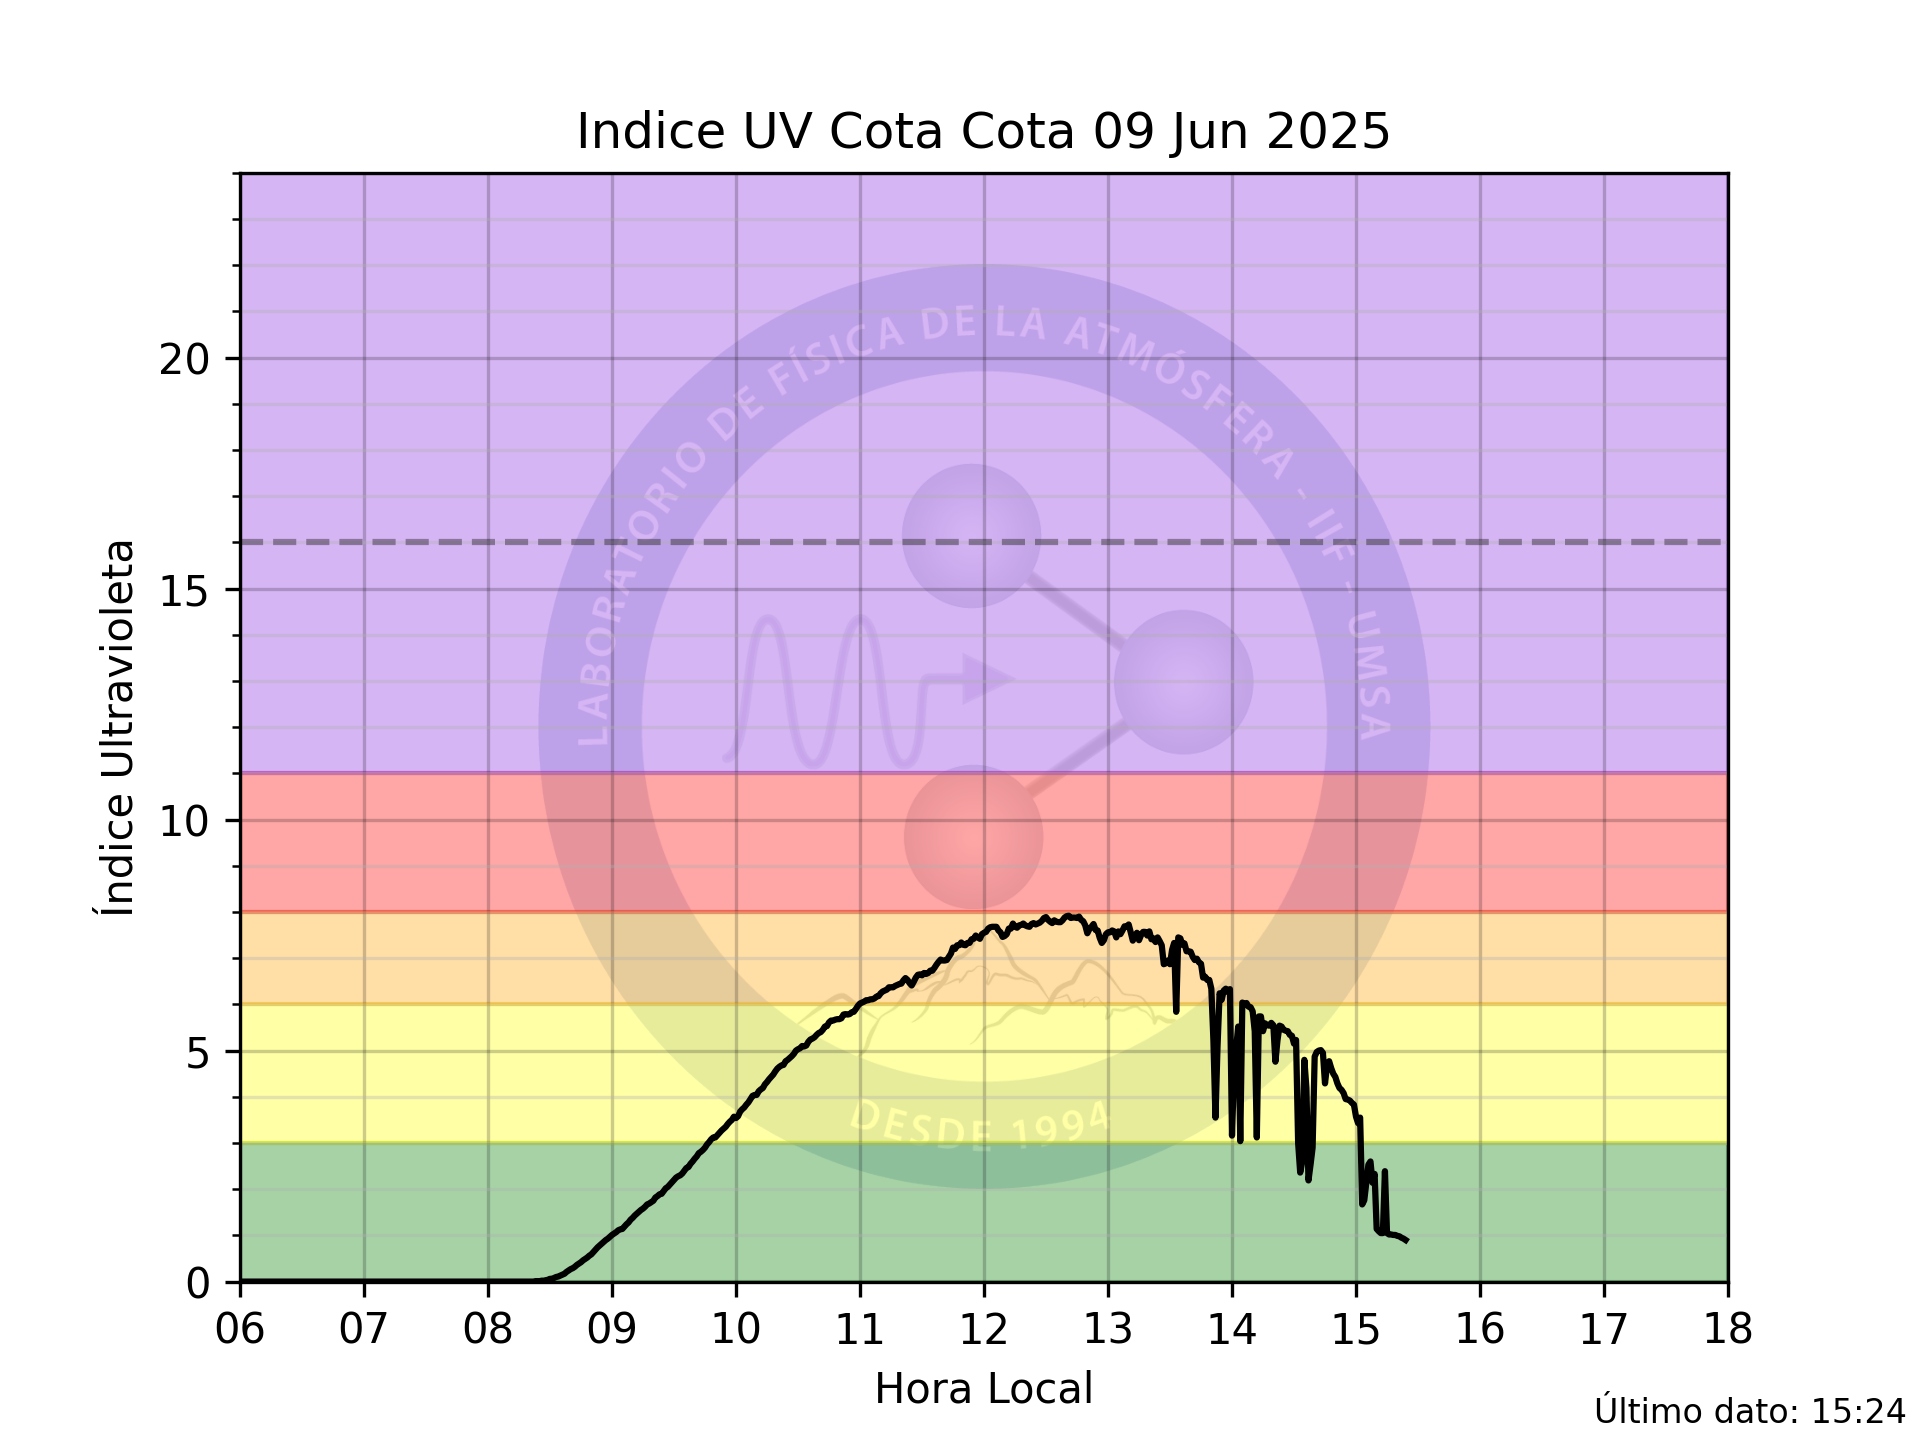 Indice UV Cota Cota 09 Jun 2025
LABORATORIO DE FÍSICA DE LA ATMÓSFERA - IIF - UMSA
DESDE 1994
Índice Ultravioleta
20
15
10
5
0
06 07 08 09 10 11 12 13 14 15 16 17 18
Hora Local
Último dato: 15:24